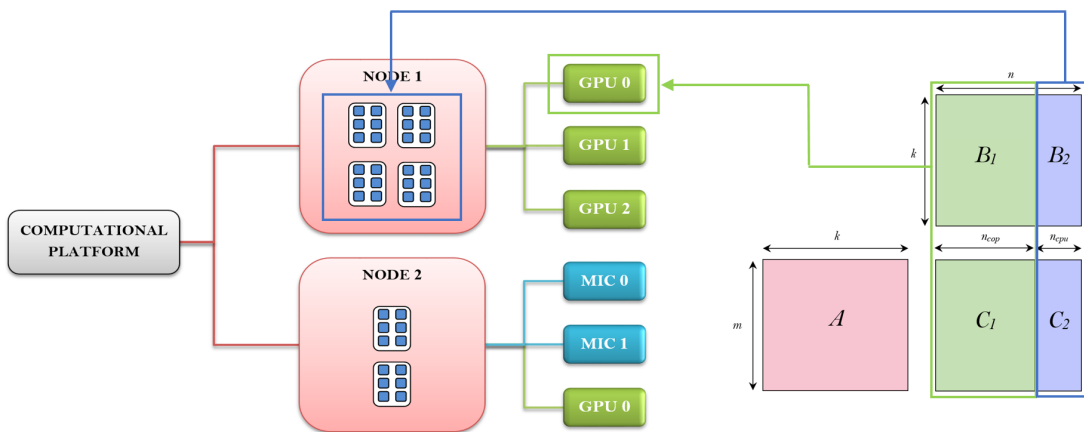 COMPUTATIONAL
PLATFORM
NODE 1
GPU 0
GPU 1
GPU 2
NODE 2
MIC 0
MIC 1
GPU 0
n
k
B1
B2
k
ncop
ncpu
m
A
C1
C2